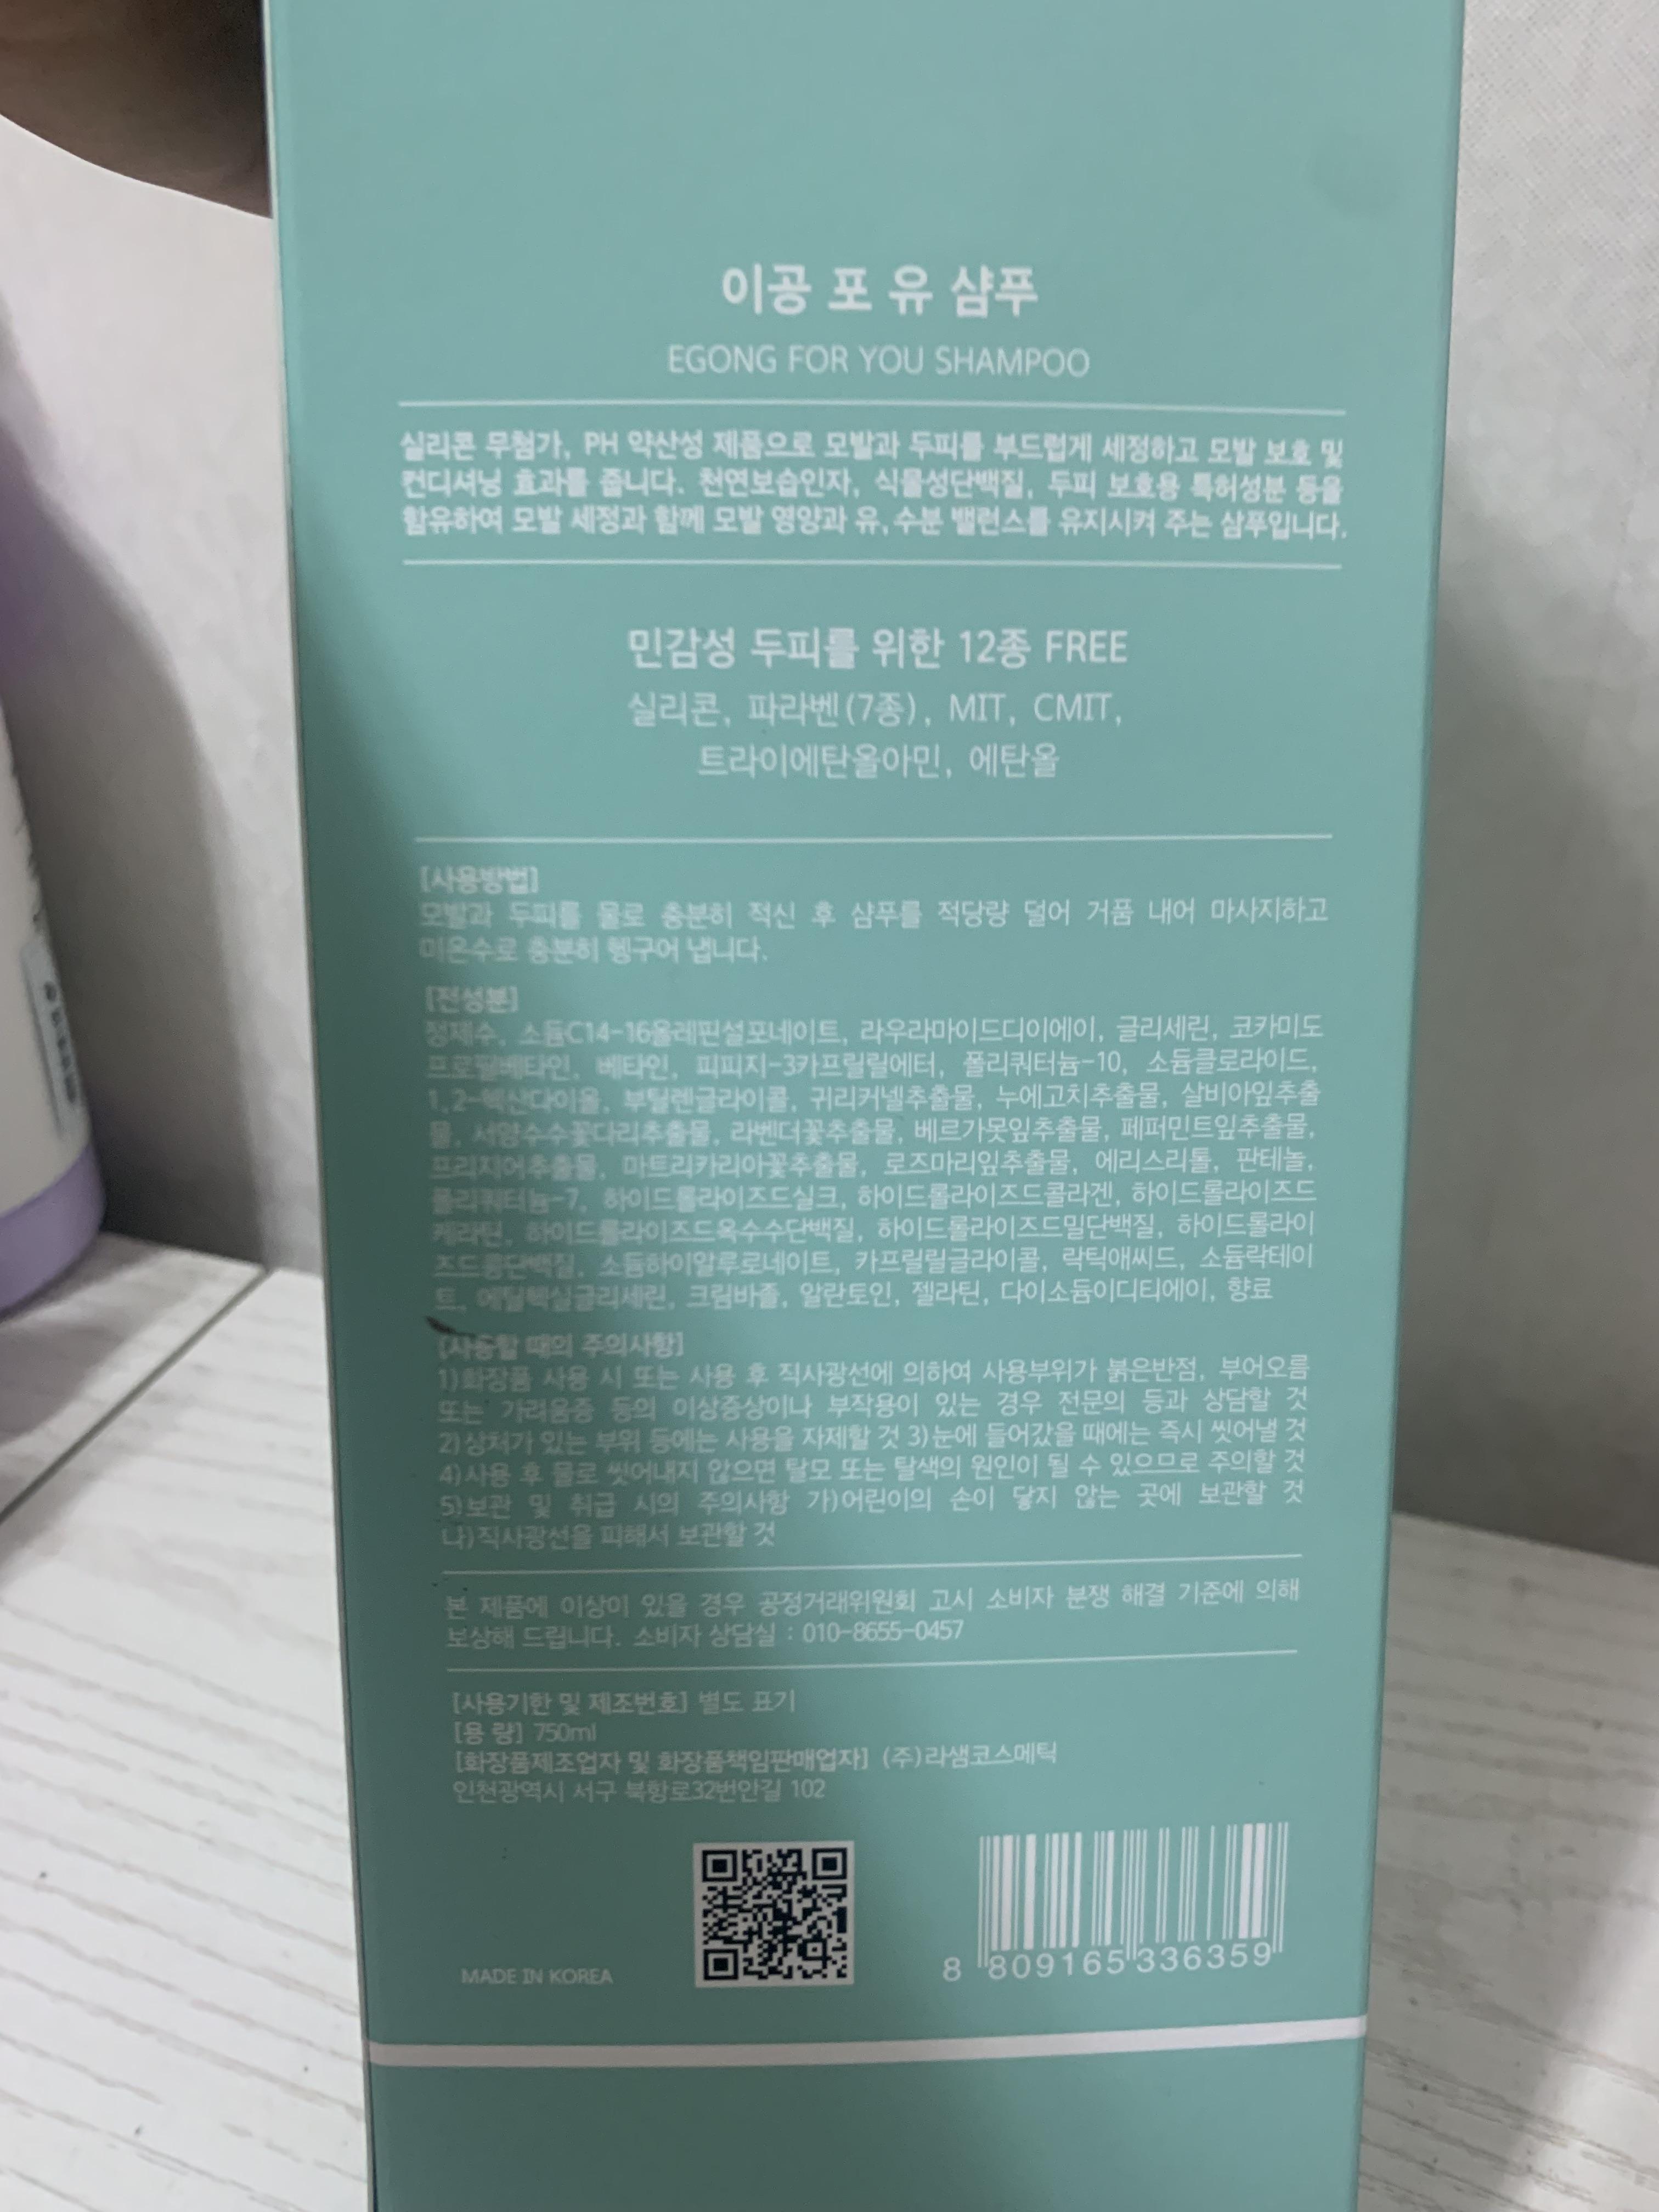 이공 포 유 샴푸
EGONG FOR YOU SHAMPOO
실리콘 무첨가, PH 약산성 제품으로 모발과 두피를 부드럽게 세정하고 모발 보호 및
컨디셔닝 효과를 줍니다. 천연보습인자, 식물성단백질, 두피 보호용 특허성분 등을
함유하여 모발 세정과 함께 모발 영양과 유,수분 밸런스를 유지시켜 주는 샴푸입니다.
민감성 두피를 위한 12종 FREE
실리콘, 파라벤(7종), MIT, CMIT,
트라이에탄올아민, 에탄올
[사용방법]
모발과 두피를 물로 충분히 적신 후 샴푸를 적당량 덜어 거품 내어 마사지하고
미온수로 충분히 헹구어 냅니다.
[전성분]
정제수, 소듐C14-16올레핀설포네이트, 라우라마이드디이에이, 글리세린, 코카미도
프로필베타인, 베타인, 피피지-3카프릴릴에터, 폴리쿼터늄-10, 소듐클로라이드,
1,2-헥산다이올, 부틸렌글라이콜, 귀리커넬추출물, 누에고치추출물, 살비아잎추출
물, 서양수수꽃다리추출물, 라벤더꽃추출물, 베르가못잎추출물, 페퍼민트잎추출물,
프리지어추출물, 마트리카리아꽃추출물, 로즈마리잎추출물, 에리스리톨, 판테놀,
폴리쿼터늄-7, 하이드롤라이즈드실크, 하이드롤라이즈드콜라겐, 하이드롤라이즈드
케라틴, 하이드롤라이즈드옥수수단백질, 하이드롤라이즈드밀단백질, 하이드롤라이
즈드콩단백질, 소듐하이알루로네이트, 카프릴릴글라이콜, 락틱애씨드, 소듐락테이
트, 에틸헥실글리세린, 크림바졸, 알란토인, 젤라틴, 다이소듐이디티에이, 향료
[사용할 때의 주의사항]
1)화장품 사용 시 또는 사용 후 직사광선에 의하여 사용부위가 붉은반점, 부어오름
또는 가려움증 등의 이상증상이나 부작용이 있는 경우 전문의 등과 상담할 것
2)상처가 있는 부위 등에는 사용을 자제할 것 3)눈에 들어갔을 때에는 즉시 씻어낼 것
4)사용 후 물로 씻어내지 않으면 탈모 또는 탈색의 원인이 될 수 있으므로 주의할 것
5)보관 및 취급 시의 주의사항 가)어린이의 손이 닿지 않는 곳에 보관할 것
나)직사광선을 피해서 보관할 것
본 제품에 이상이 있을 경우 공정거래위원회 고시 소비자 분쟁 해결 기준에 의해
보상해 드립니다. 소비자 상담실 : 010-8655-0457
[사용기한 및 제조번호] 별도 표기
[용 량] 750ml
[화장품제조업자 및 화장품책임판매업자] (주)라샘코스메틱
인천광역시 서구 북항로32번안길 102
MADE IN KOREA
8 809165 336359